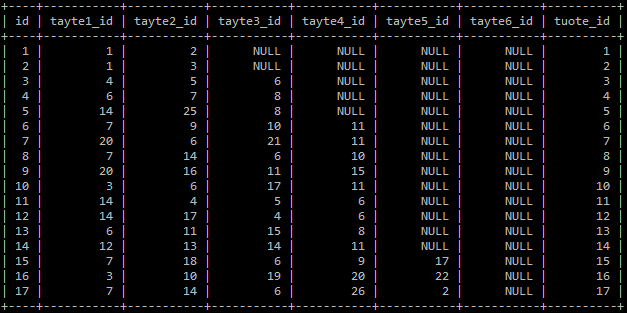 +----+-----------+-----------+-----------+-----------+-----------+-----------+----------+
| id | tayte1_id | tayte2_id | tayte3_id | tayte4_id | tayte5_id | tayte6_id | tuote_id |
+----+-----------+-----------+-----------+-----------+-----------+-----------+----------+
| 1 | 1 | 2 | NULL | NULL | NULL | NULL | 1 |
| 2 | 1 | 3 | NULL | NULL | NULL | NULL | 2 |
| 3 | 4 | 5 | 6 | NULL | NULL | NULL | 3 |
| 4 | 6 | 7 | 8 | NULL | NULL | NULL | 4 |
| 5 | 14 | 25 | 8 | NULL | NULL | NULL | 5 |
| 6 | 7 | 9 | 10 | 11 | NULL | NULL | 6 |
| 7 | 20 | 6 | 21 | 11 | NULL | NULL | 7 |
| 8 | 7 | 14 | 6 | 10 | NULL | NULL | 8 |
| 9 | 20 | 16 | 11 | 15 | NULL | NULL | 9 |
| 10 | 3 | 6 | 17 | 11 | NULL | NULL | 10 |
| 11 | 14 | 4 | 5 | 6 | NULL | NULL | 11 |
| 12 | 14 | 17 | 4 | 6 | NULL | NULL | 12 |
| 13 | 6 | 11 | 15 | 8 | NULL | NULL | 13 |
| 14 | 12 | 13 | 14 | 11 | NULL | NULL | 14 |
| 15 | 7 | 18 | 6 | 9 | 17 | NULL | 15 |
| 16 | 3 | 10 | 19 | 20 | 22 | NULL | 16 |
| 17 | 7 | 14 | 6 | 26 | 2 | NULL | 17 |
+----+-----------+-----------+-----------+-----------+-----------+-----------+----------+